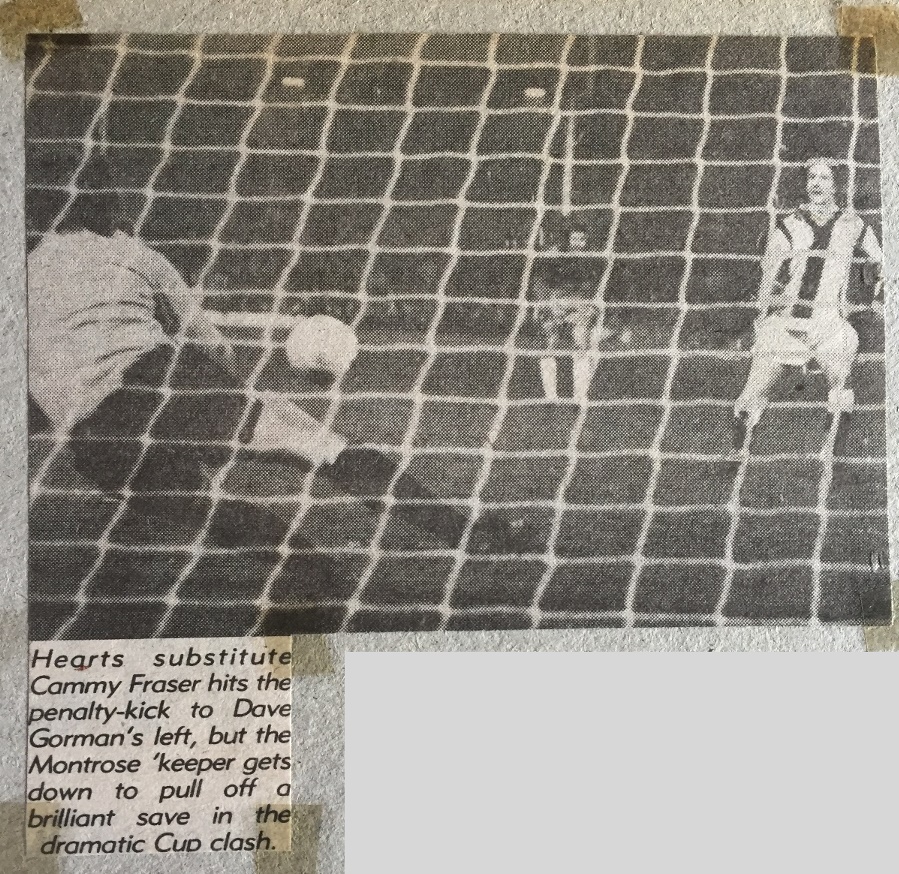 Hearts substitute
Cammy Fraser hits the
penalty-kick to Dave
Gorman's left, but the
Montrose 'keeper gets
down to pull off a
brilliant save in the
dramatic Cup clash.